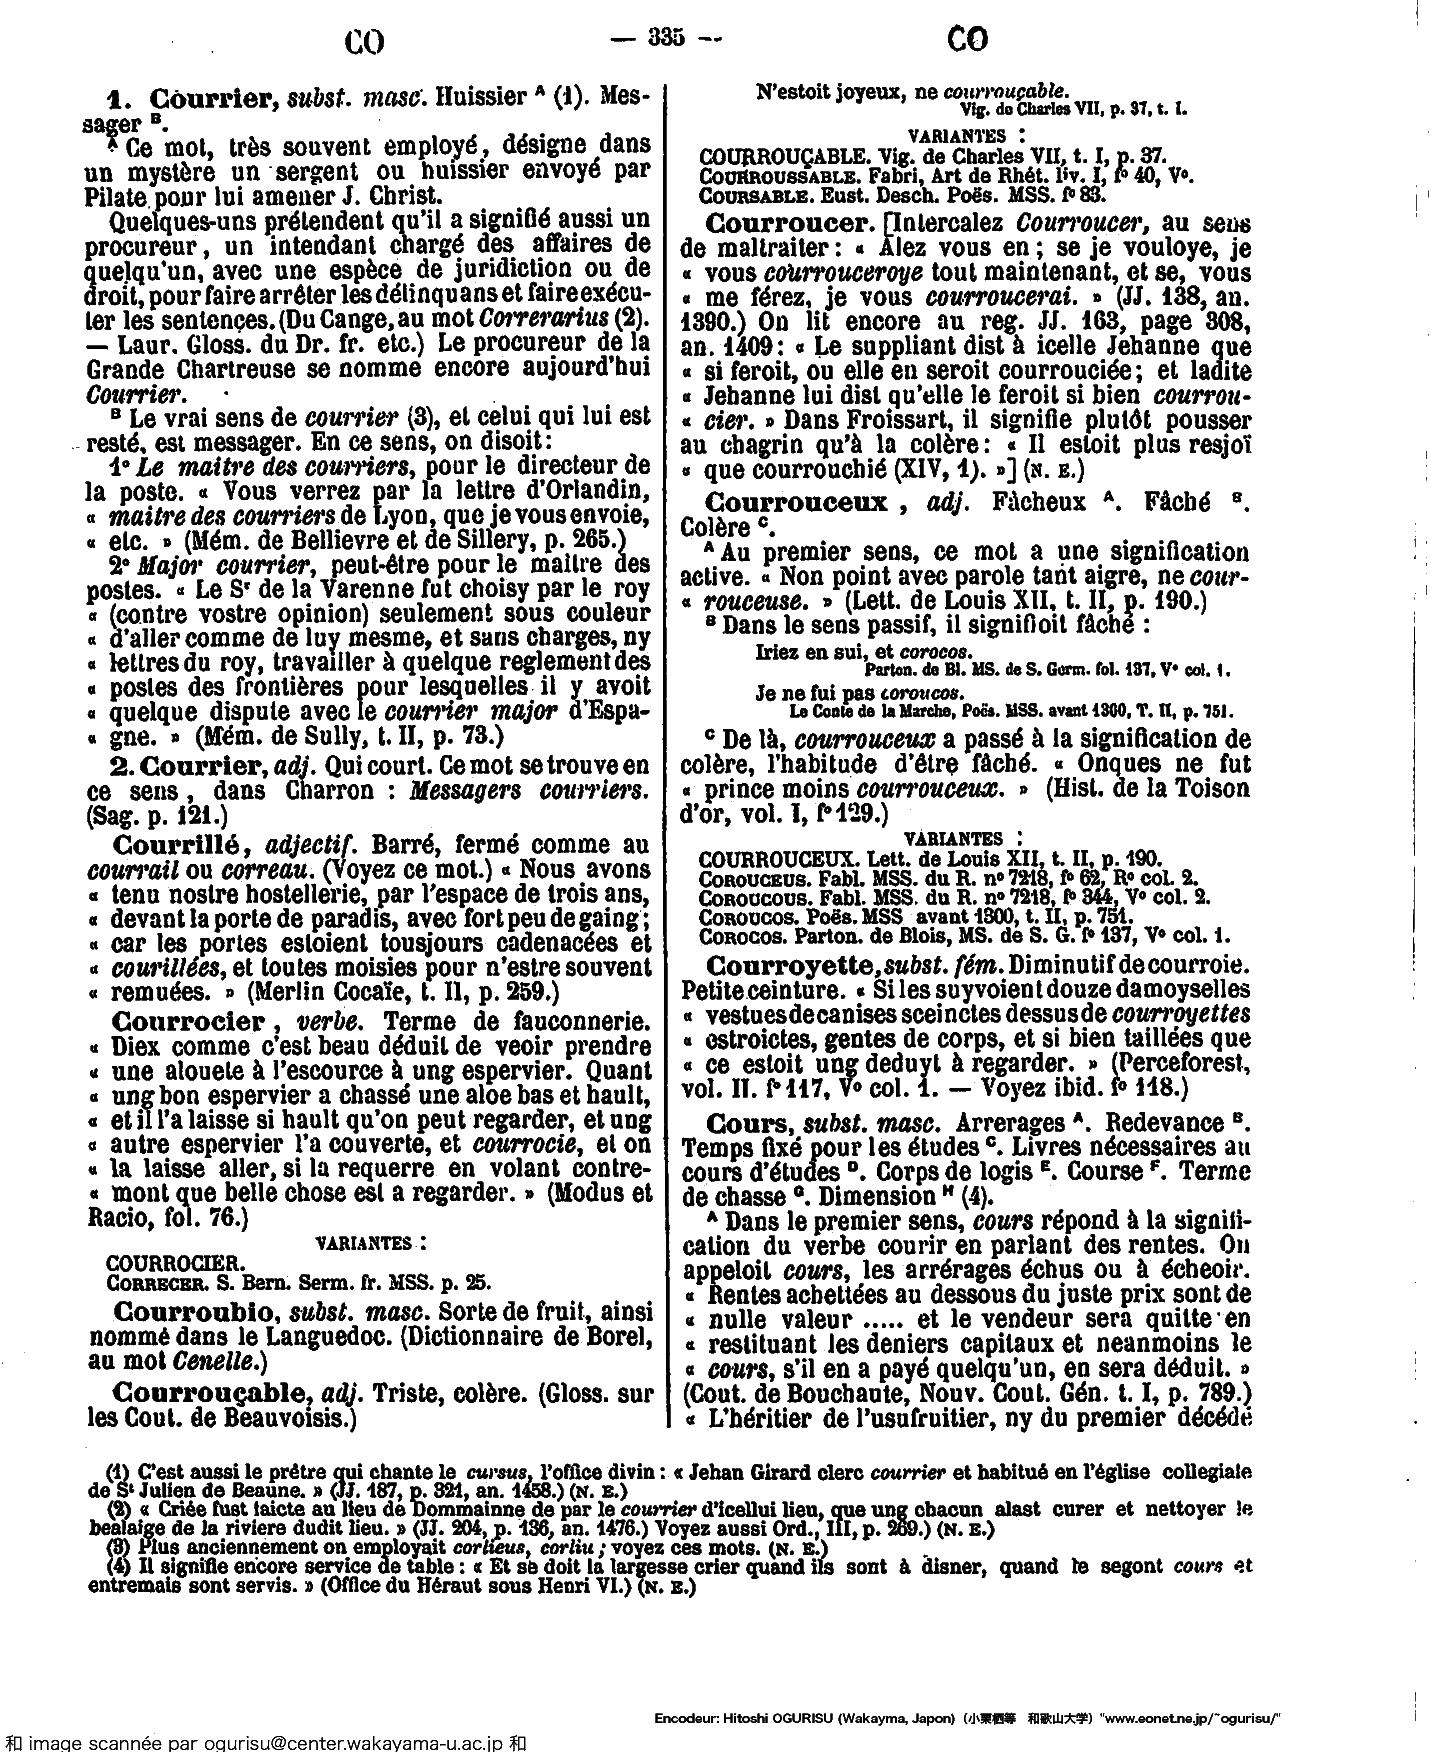 CO
— 335 --
CO
1. Courrier, subst. masc. Huissier A (1). Mes-
sager B.
A Ce mot, très souvent employé, désigne dans
un mystère un sergent ou huissier envoyé par
Pilate pour lui amener J. Christ.
Quelques-uns prétendent qu'il a signifié aussi un
procureur, un intendant chargé des affaires de
quelqu'un, avec une espèce de juridiction ou de
droit, pour faire arrêter les délinquans et faire exécu-
ter les sentences. (Du Cange, au mot Correrarius (2).
— Laur. Gloss. du Dr. fr. etc.) Le procureur de la
Grande Chartreuse se nomme encore aujourd'hui
Courrier.
B Le vrai sens de courrier (3), et celui qui lui est
resté, est messager. En ce sens, on disoit:
1° Le maitre des courriers, pour le directeur de
la poste. « Vous verrez par la lettre d'Orlandin,
« maitre des courriers de Lyon, que je vous envoie,
« etc. » (Mém. de Bellievre et de Sillery, p. 265.)
2° Major courrier, peut-être pour le maitre des
postes. « Le Sr de la Varenne fut choisy par le roy
« (contre vostre opinion) seulement sous couleur
« d'aller comme de luy mesme, et sans charges, ny
« lettres du roy, travailler à quelque reglement des
« postes des frontières pour lesquelles il y avoit
« quelque dispute avec le courrier major d'Espa-
« gne. » (Mém. de Sully, t. II, p. 73.)
2. Courrier, adj. Qui court. Ce mot se trouve en
ce sens, dans Charron : Messagers courriers.
(Sag. p. 121.)
Courrillé, adjectif. Barré, fermé comme au
courrail ou correau. (Voyez ce mot.) « Nous avons
« tenu nostre hostellerie, par l'espace de trois ans,
« devant la porte de paradis, avec fort peu de gaing;
« car les portes estoient tousjours cadenacées et
« courillées, et toutes moisies pour n'estre souvent
« remuées. » (Merlin Cocaïe, t. II, p. 259.)
Courrocier, verbe. Terme de fauconnerie.
« Diex comme c'est beau déduit de veoir prendre
« une alouete à l'escource à ung espervier. Quant
« ung bon espervier a chassé une aloe bas et hault,
« et il l'a laisse si hault qu'on peut regarder, et ung
« autre espervier l'a couverte, et courrocie, et on
« la laisse aller, si la requerre en volant contre-
« mont que belle chose est a regarder. » (Modus et
Racio, fol. 76.)
VARIANTES :
COURROCIER.
CORRECER. S. Bern. Serm. fr. MSS. p. 25.
Courroubio, subst. masc. Sorte de fruit, ainsi
nommé dans le Languedoc. (Dictionnaire de Borel,
au mot Cenelle.)
Courrouçable, adj. Triste, colère. (Gloss. sur
les Cout. de Beauvoisis.)
N'estoit joyeux, ne courrouçable.
Vig. de Charles VII, p. 37, t. I.
VARIANTES :
COURROUÇABLE. Vig. de Charles VII, t. I, p. 37.
COURROUSSABLE. Fabri, Art de Rhét. liv. I, f° 40, V°.
COURSABLE. Eust. Desch. Poës. MSS. f° 83.
Courroucer. [Intercalez Courroucer, au sens
de maltraiter : « Alez vous en ; se je vouloye, je
« vous courrouceroye tout maintenant, et se, vous
« me férez, je vous courroucerai. » (JJ. 138, an.
1390.) On lit encore au reg. JJ. 163, page 308,
an. 1409: « Le suppliant dist à icelle Jehanne que
« si feroit, ou elle en seroit courrouciée; et ladite
« Jehanne lui dist qu'elle le feroit si bien courrou-
« cier. » Dans Froissart, il signifie plutôt pousser
au chagrin qu'à la colère: « Il estoit plus resjoï
« que courrouchié (XIV, 1). »] (N. E.)
Courrouceux, adj. Fâcheux A. Fâché B.
Colère C.
A Au premier sens, ce mot a une signification
active. « Non point avec parole tant aigre, ne cour-
« rouceuse. » (Lett. de Louis XII, t. II, p. 190.)
B Dans le sens passif, il signifioit fâché :
Iriez en sui, et corocos.
Parton. de Bl. MS. de S. Germ. fol. 137, V° col. 1.
Je ne fui pas coroucos.
Le Conte de la Marche, Poës. MSS. avant 1300, T. II, p. 751.
C De là, courrouceux a passé à la signification de
colère, l'habitude d'être fâché. « Onques ne fut
« prince moins courrouceux. » (Hist. de la Toison
d'or, vol. I, f° 129.)
VARIANTES :
COURROUCEUX. Lett. de Louis XII, t. II, p. 190.
COROUCEUS. Fabl. MSS. du R. n° 7218, f° 62, R° col. 2.
COROUCOUS. Fabl. MSS. du R. n° 7218, f° 344, V° col. 2.
COROUCOS. Poës. MSS avant 1300, t. II, p. 751.
COROCOS. Parton. de Blois, MS. de S. G. f° 137, V° col. 1.
Courroyette, subst. fém. Diminutif de courroie.
Petite ceinture. « Si les suyvoient douze damoyselles
« vestues de canises sceinctes dessus de courroyettes
« estroictes, gentes de corps, et si bien taillées que
« ce estoit ung deduyt à regarder. » (Perceforest,
vol. II. f° 117, V° col. 1. — Voyez ibid. f° 118.)
Cours, subst. masc. Arrerages A. Redevance B.
Temps fixé pour les études C. Livres nécessaires au
cours d'études D. Corps de logis E. Course F. Terme
de chasse G. Dimension H (4).
A Dans le premier sens, cours répond à la signifi-
cation du verbe courir en parlant des rentes. On
appeloit cours, les arrérages échus ou à écheoir.
« Rentes achettées au dessous du juste prix sont de
« nulle valeur ..... et le vendeur sera quitte en
« restituant les deniers capitaux et neanmoins le
« cours, s'il en a payé quelqu'un, en sera déduit. »
(Cout. de Bouchaute, Nouv. Cout. Gén. t. I, p. 789.)
« L'héritier de l'usufruitier, ny du premier décédé
(1) C'est aussi le prêtre qui chante le cursus, l'office divin : « Jehan Girard clerc courrier et habitué en l'église collegiale
de St Julien de Beaune. » (JJ. 187, p. 321, an. 1458.) (N. E.)
(2) « Criée fust faicte au lieu de Dommainne de par le courrier d'icellui lieu, que ung chacun alast curer et nettoyer le
bealaige de la riviere dudit lieu. » (JJ. 204, p. 136, an. 1476.) Voyez aussi Ord., III, p. 269.) (N. E.)
(3) Plus anciennement on employait corlieus, corliu ; voyez ces mots. (N. E.)
(4) Il signifie encore service de table : « Et se doit la largesse crier quand ils sont à disner, quand le segont cours et
entremais sont servis. » (Office du Héraut sous Henri VI.) (N. E.)
Encodeur: Hitoshi OGURISU (Wakayma, Japon) (小栗栖等 和歌山大学) "www.eonet.ne.jp/~ogurisu/"
和 image scannée par ogurisu@center.wakayama-u.ac.jp 和